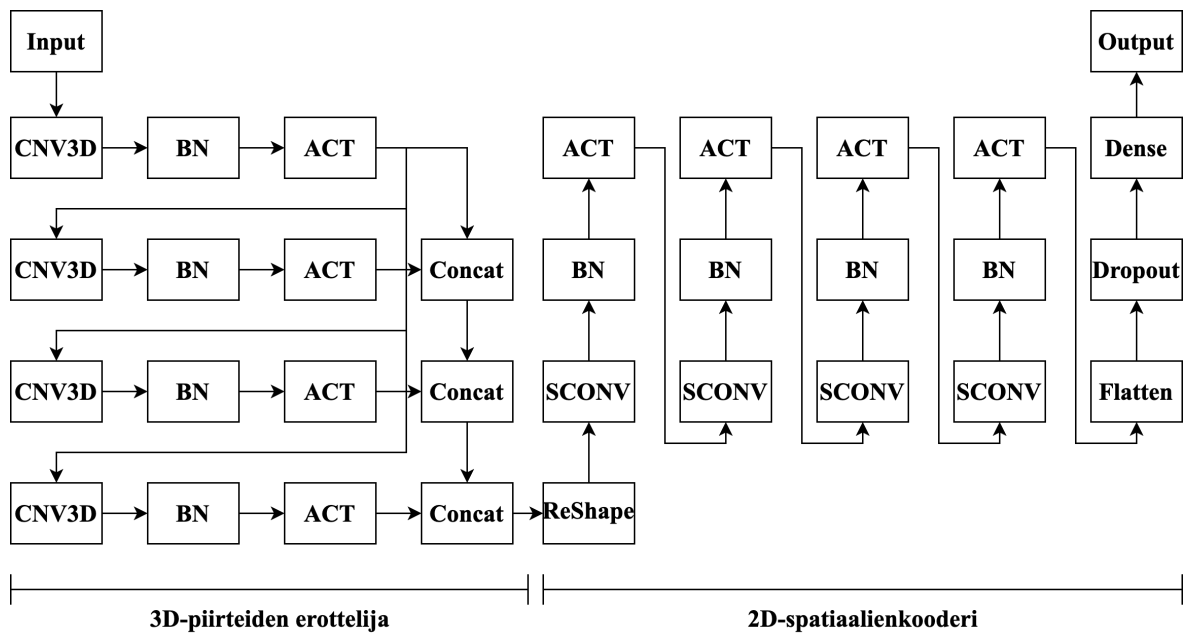 Input
Output
CNV3D
BN
ACT
ACT
ACT
ACT
ACT
Dense
CNV3D
BN
ACT
Concat
BN
BN
BN
BN
Dropout
CNV3D
BN
ACT
Concat
SCONV
SCONV
SCONV
SCONV
Flatten
CNV3D
BN
ACT
Concat
ReShape
3D-piirteiden erottelija
2D-spatiaalienkooderi